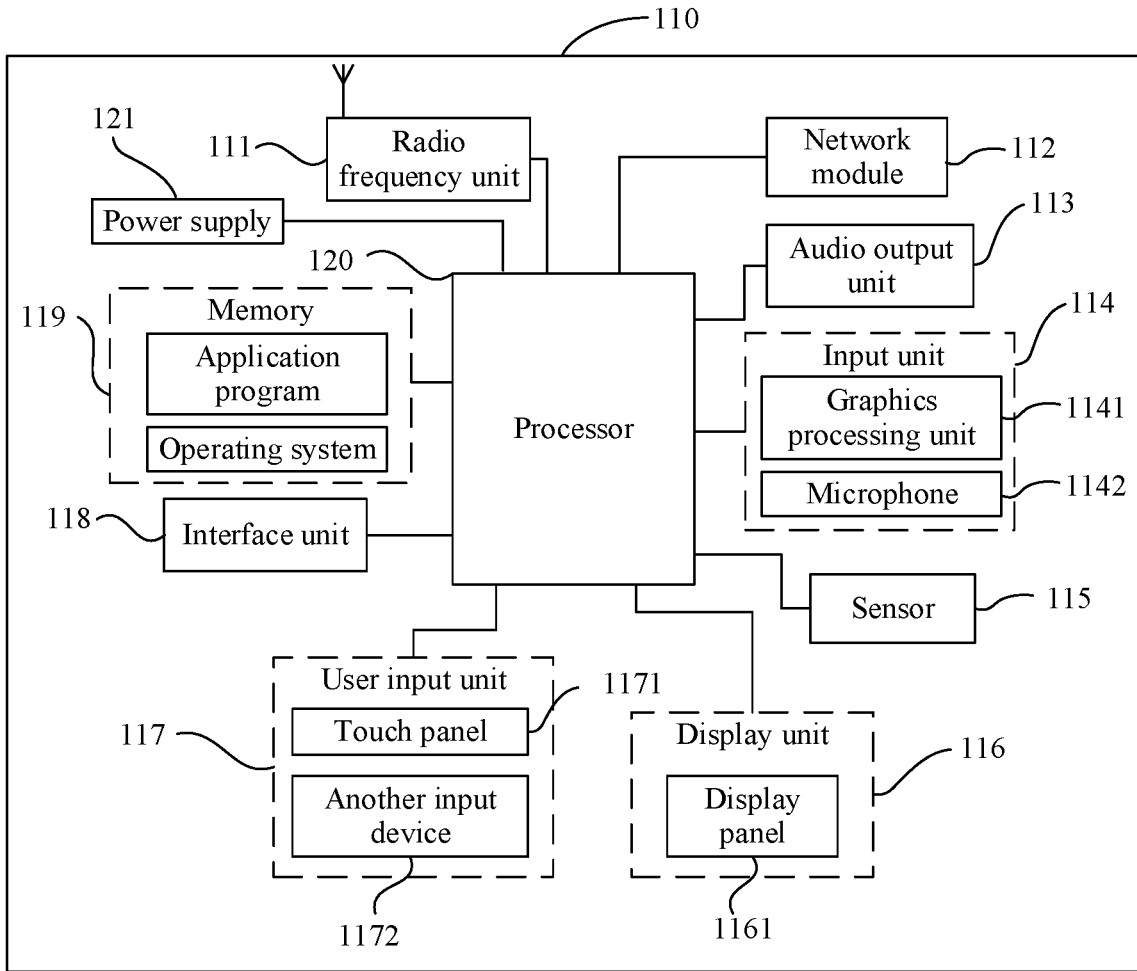 110
121
111
Radio
frequency unit
Network
module
112
Power supply
113
Audio output
unit
120
119
Memory
Application
program
Operating system
Processor
114
Input unit
Graphics
processing unit
1141
Microphone
1142
118
Interface unit
Sensor
115
User input unit
1171
Touch panel
117
Another input
device
1172
Display unit
116
Display
panel
1161